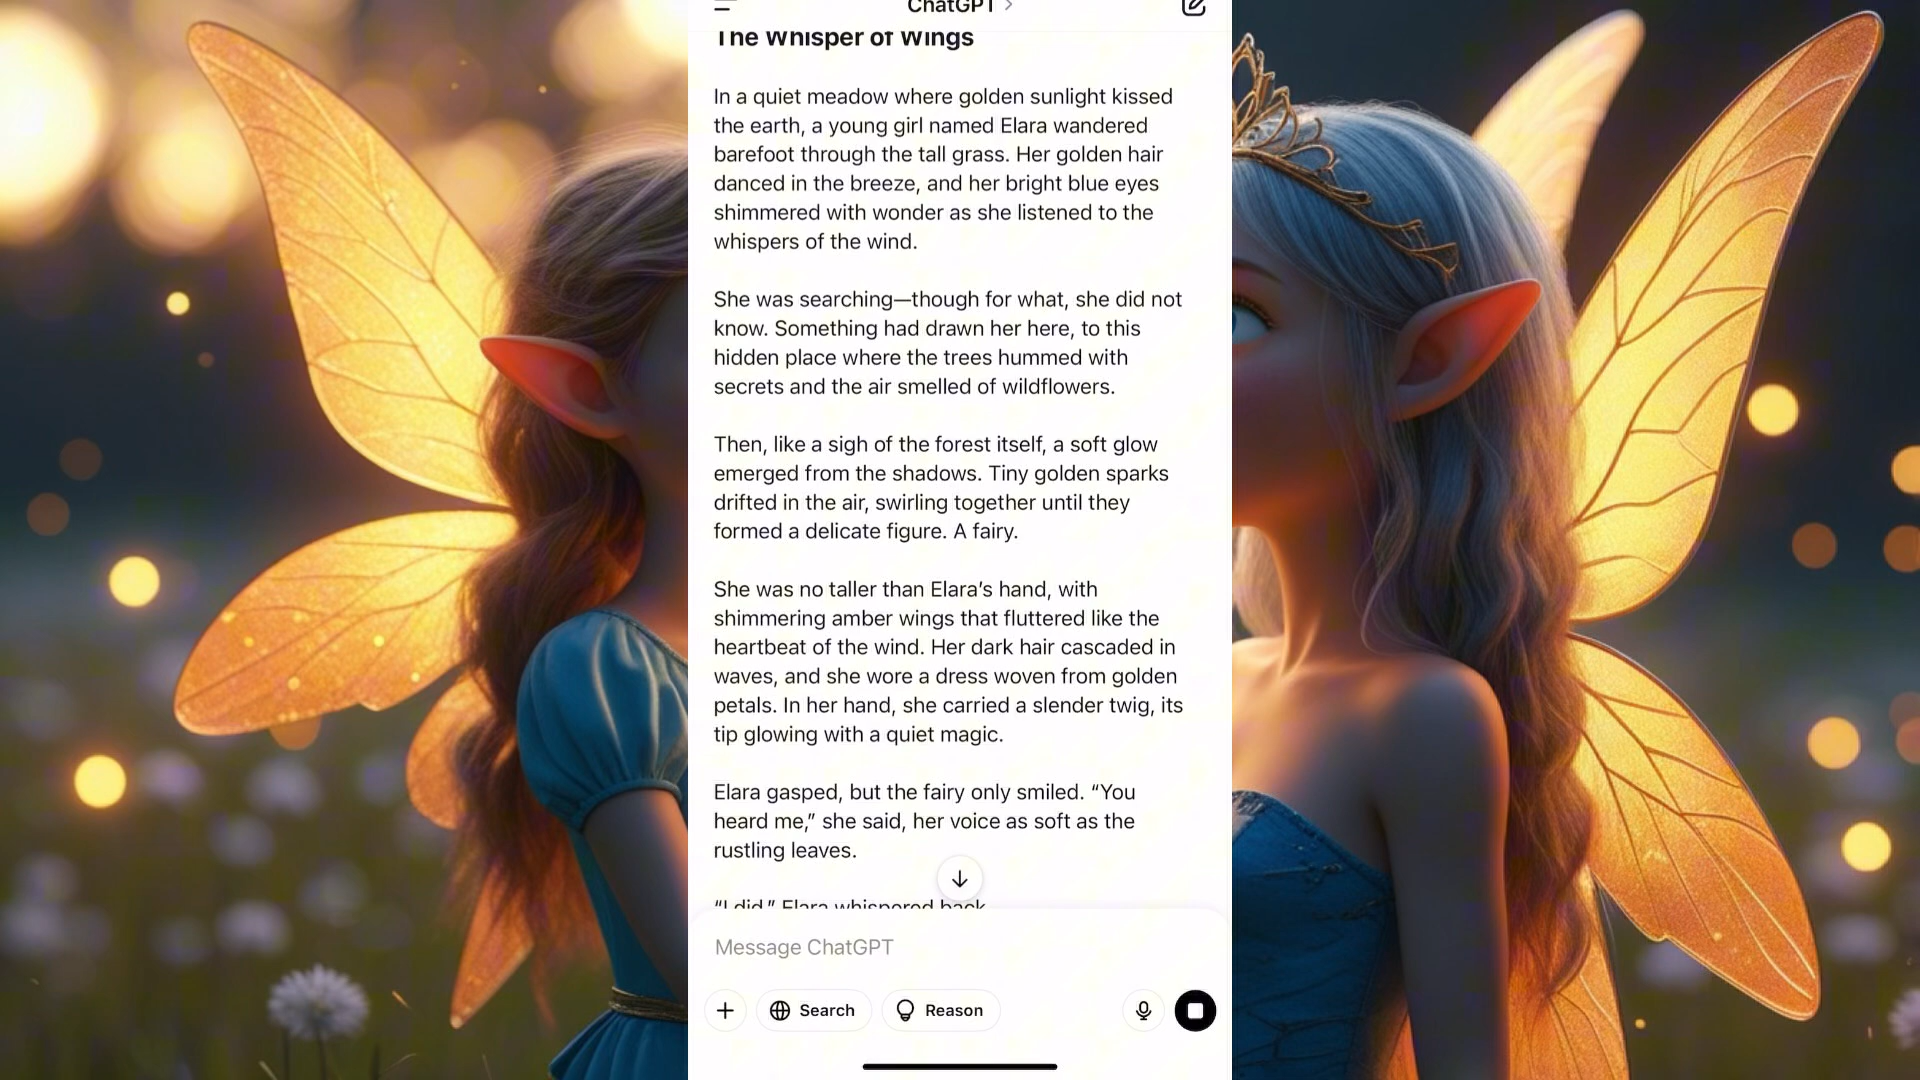 ChatGPT
The Whisper of Wings
In a quiet meadow where golden sunlight kissed
the earth, a young girl named Elara wandered
barefoot through the tall grass. Her golden hair
danced in the breeze, and her bright blue eyes
shimmered with wonder as she listened to the
whispers of the wind.
She was searching—though for what, she did not
know. Something had drawn her here, to this
hidden place where the trees hummed with
secrets and the air smelled of wildflowers.
Then, like a sigh of the forest itself, a soft glow
emerged from the shadows. Tiny golden sparks
drifted in the air, swirling together until they
formed a delicate figure. A fairy.
She was no taller than Elara’s hand, with
shimmering amber wings that fluttered like the
heartbeat of the wind. Her dark hair cascaded in
waves, and she wore a dress woven from golden
petals. In her hand, she carried a slender twig, its
tip glowing with a quiet magic.
Elara gasped, but the fairy only smiled. “You
heard me,” she said, her voice as soft as the
rustling leaves.
“I did,” Elara whispered back.
Message ChatGPT
Search
Reason